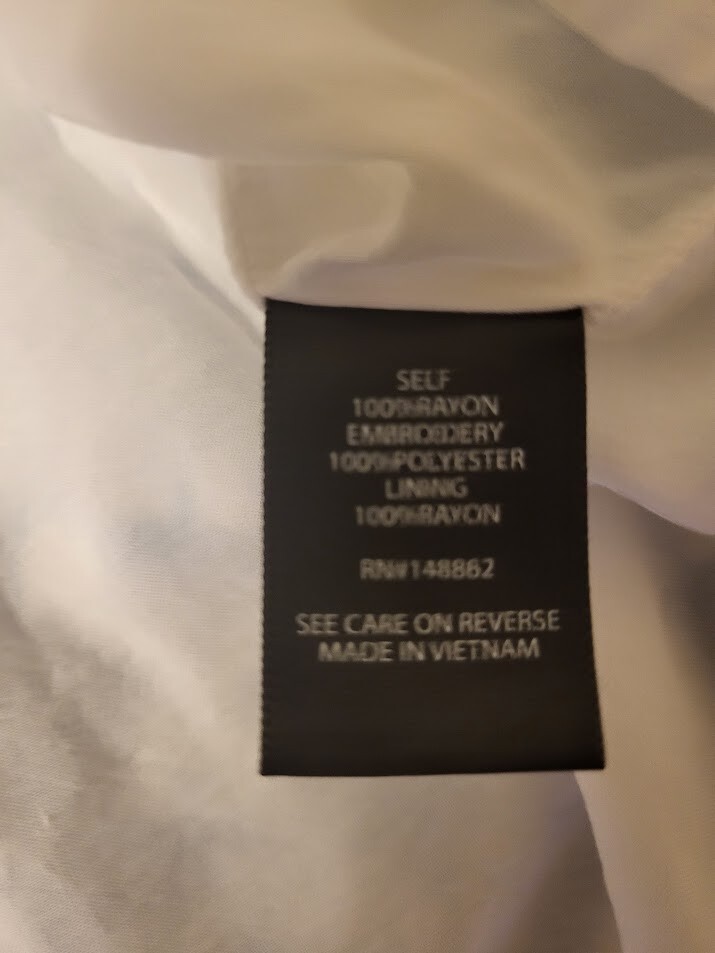 SELF
100%RAYON
EMBROIDERY
100%POLYESTER
LINING
100%RAYON
RN#148862
SEE CARE ON REVERSE
MADE IN VIETNAM